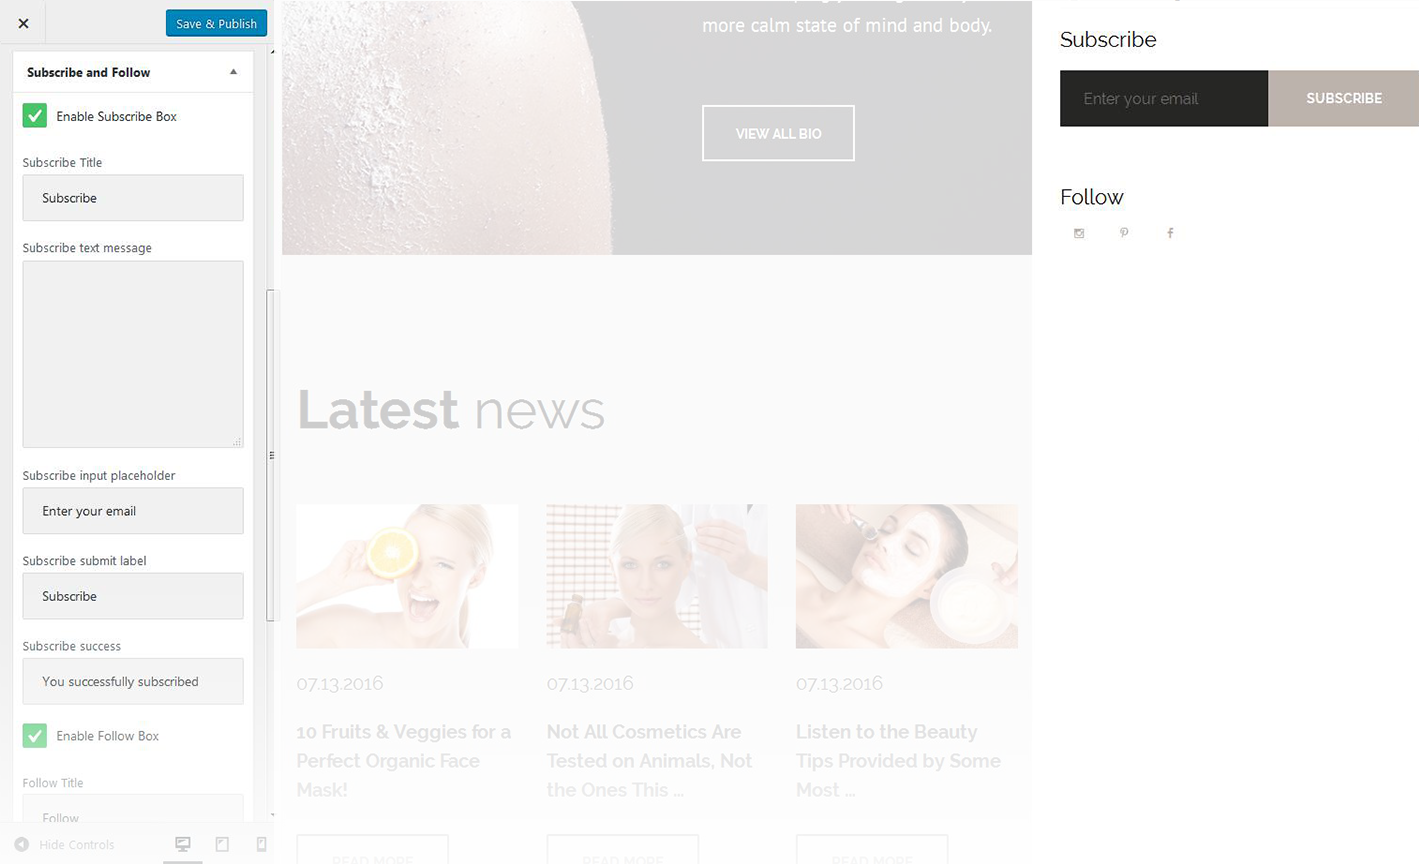 Save & Publish
Subscribe and Follow
Enable Subscribe Box
Subscribe Title
Subscribe
Subscribe text message
Subscribe input placeholder
Enter your email
Subscribe submit label
Subscribe
Subscribe success
You successfully subscribed
Enable Follow Box
Follow Title
Follow
Hide Controls
more calm state of mind and body.
VIEW ALL BIO
Latest news
07.13.2016
10 Fruits & Veggies for a
Perfect Organic Face
Mask!
READ MORE
07.13.2016
Not All Cosmetics Are
Tested on Animals, Not
the Ones This ...
READ MORE
07.13.2016
Listen to the Beauty
Tips Provided by Some
Most ...
READ MORE
Subscribe
Enter your email
SUBSCRIBE
Follow